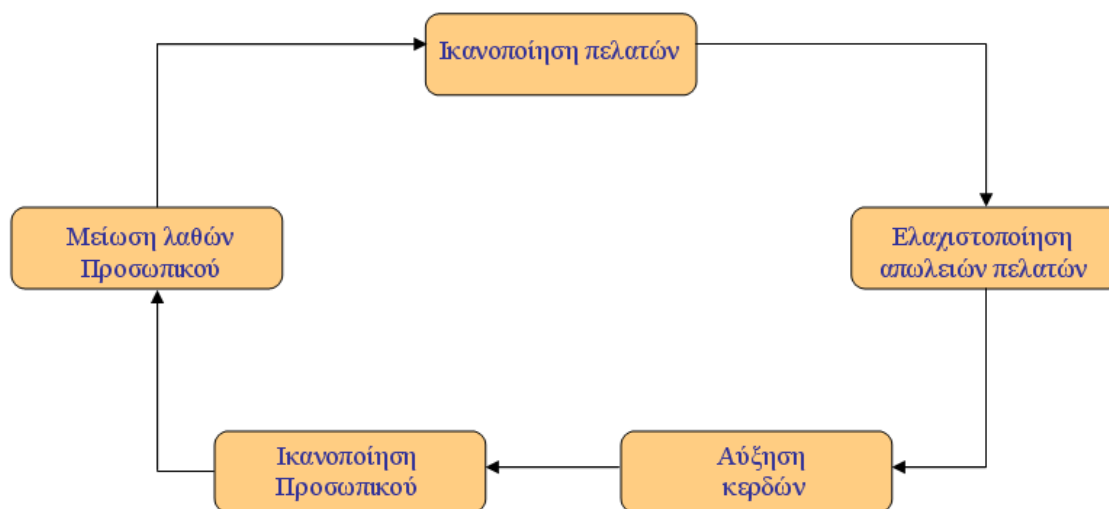 Ικανοποίηση πελατών
Μείωση λαθών
Προσωπικού
Ελαχιστοποίηση
απωλειών πελατών
Ικανοποίηση
Προσωπικού
Αύξηση
κερδών